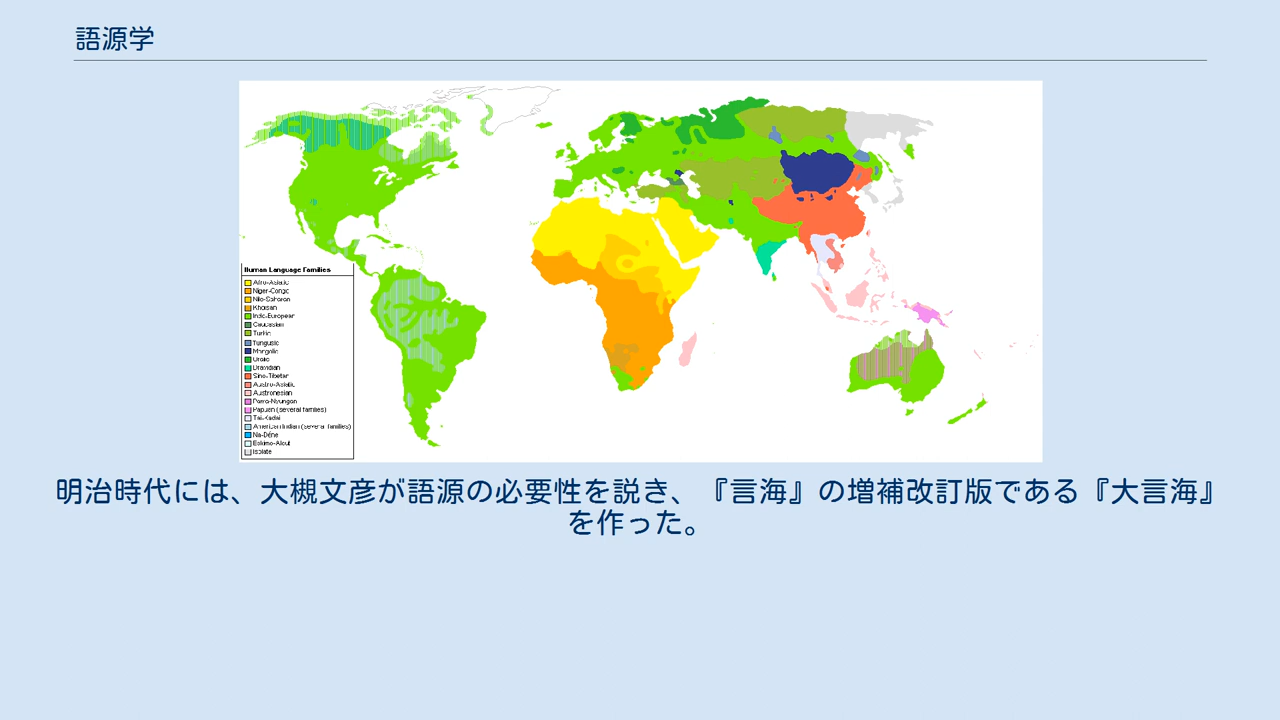 語源学
Human Language Families
Afro-Asiatic
Niger-Congo
Nilo-Saharan
Khoisan
Indo-European
Caucasian
Turkic
Tungusic
Mongolic
Uralic
Dravidian
Sino-Tibetan
Austro-Asiatic
Austronesian
Pama-Nyungan
Papuan (several families)
Tai-Kadai
American Indian (several families)
Na-Dene
Eskimo-Aleut
Isolate
明治時代には、大槻文彦が語源の必要性を説き、『言海』の増補改訂版である『大言海』
を作った。